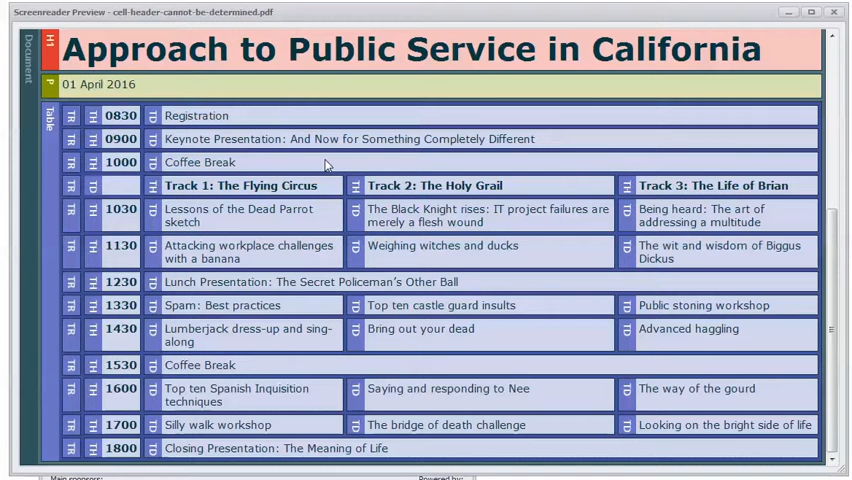 Screenreader Preview - cell-header-cannot-be-determined.pdf
Document
H1
Approach to Public Service in California
P
01 April 2016
Table
TR TH 0830 TD Registration
TR TH 0900 TD Keynote Presentation: And Now for Something Completely Different
TR TH 1000 TD Coffee Break
TR TD TH Track 1: The Flying Circus TH Track 2: The Holy Grail TH Track 3: The Life of Brian
TR TH 1030 TD Lessons of the Dead Parrot TD The Black Knight rises: IT project failures are TD Being heard: The art of
sketch merely a flesh wound addressing a multitude
TR TH 1130 TD Attacking workplace challenges TD Weighing witches and ducks TD The wit and wisdom of Biggus
with a banana Dickus
TR TH 1230 TD Lunch Presentation: The Secret Policeman's Other Ball
TR TH 1330 TD Spam: Best practices TD Top ten castle guard insults TD Public stoning workshop
TR TH 1430 TD Lumberjack dress-up and sing- TD Bring out your dead TD Advanced haggling
along
TR TH 1530 TD Coffee Break
TR TH 1600 TD Top ten Spanish Inquisition TD Saying and responding to Nee TD The way of the gourd
techniques
TR TH 1700 TD Silly walk workshop TD The bridge of death challenge TD Looking on the bright side of life
TR TH 1800 TD Closing Presentation: The Meaning of Life
Main sponsors: Powered by: